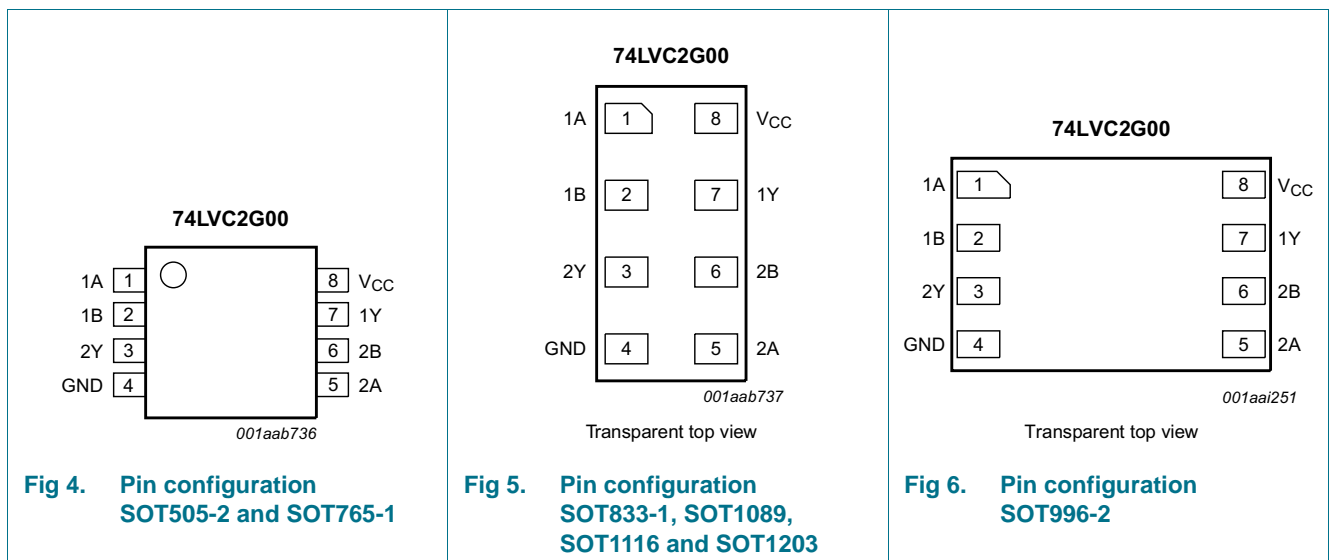 74LVC2G00
1A 1 8 VCC
1B 2 7 1Y
2Y 3 6 2B
GND 4 5 2A
001aab736
Fig 4. Pin configuration
SOT505-2 and SOT765-1
74LVC2G00
1A 1 8 VCC
1B 2 7 1Y
2Y 3 6 2B
GND 4 5 2A
001aab737
Transparent top view
Fig 5. Pin configuration
SOT833-1, SOT1089,
SOT1116 and SOT1203
74LVC2G00
1A 1 8 VCC
1B 2 7 1Y
2Y 3 6 2B
GND 4 5 2A
001aai251
Transparent top view
Fig 6. Pin configuration
SOT996-2